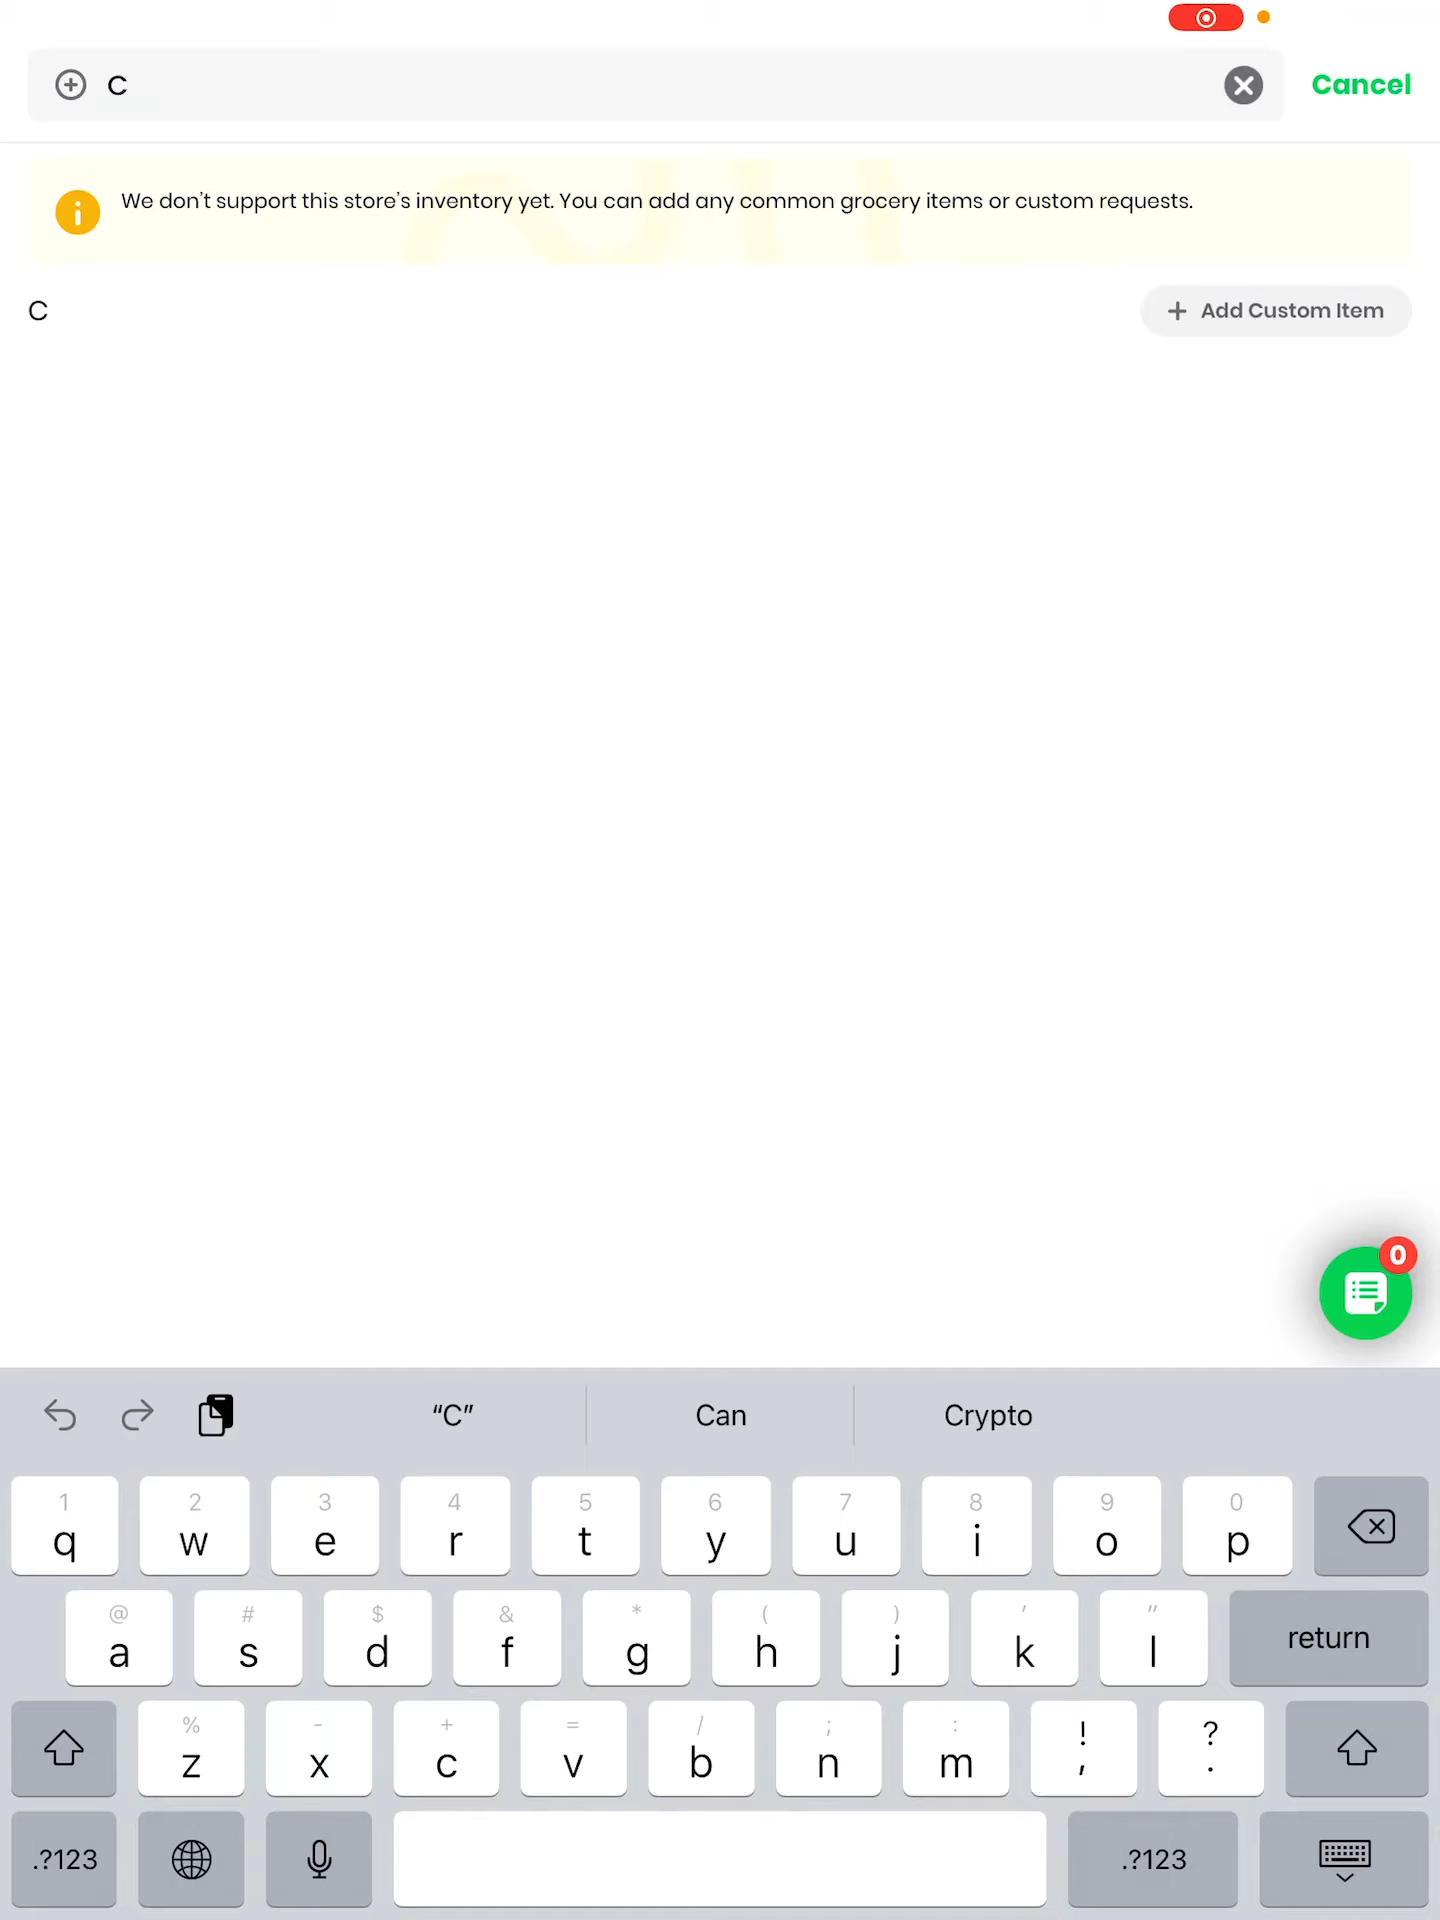 C
Cancel
We don't support this store's inventory yet. You can add any common grocery items or custom requests.
C
+ Add Custom Item
0
"C" Can Crypto
1 2 3 4 5 6 7 8 9 0
q w e r t y u i o p
@ # $ & * ( ) ' "
a s d f g h j k l return
% - + = / ; : ! ?
z x c v b n m , .
.?123 .?123